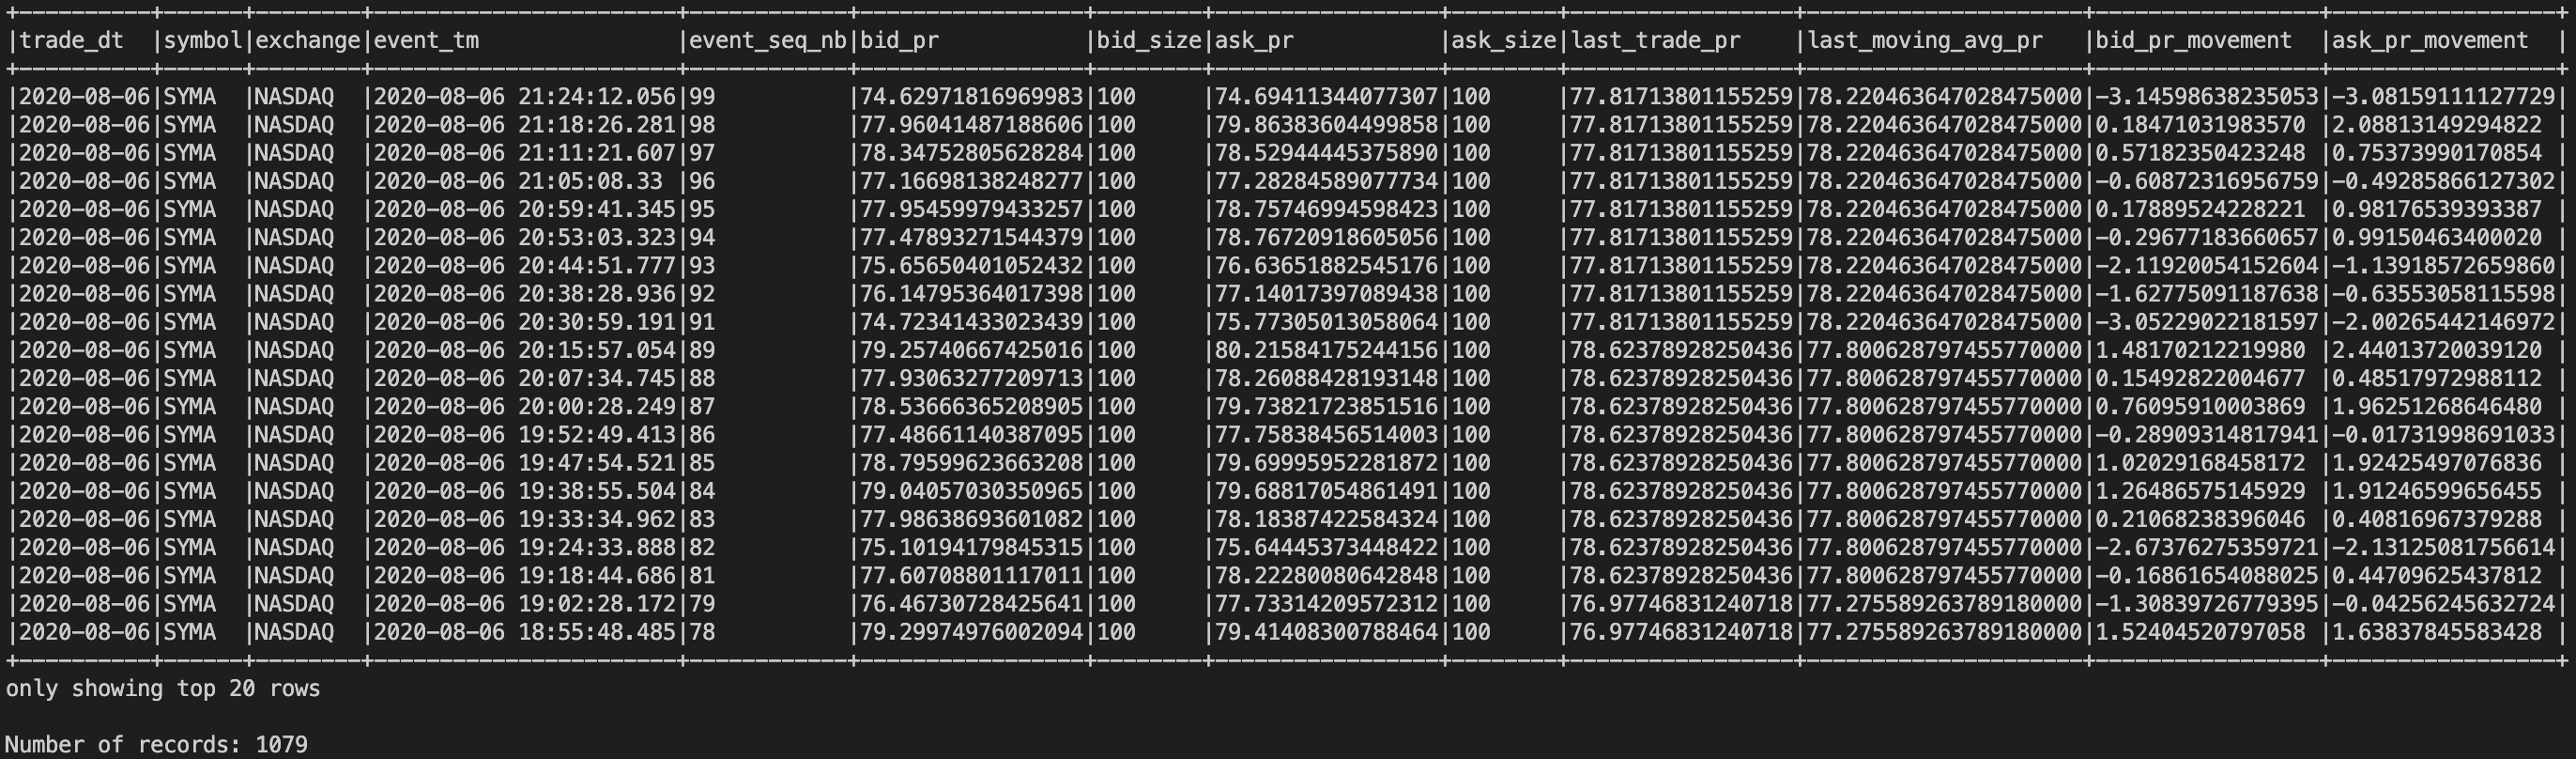 +----------+------+--------+-----------------------+------------+-----------------+--------+-----------------+--------+-----------------+---------------------+-----------------+-----------------+
|trade_dt  |symbol|exchange|event_tm               |event_seq_nb|bid_pr           |bid_size|ask_pr           |ask_size|last_trade_pr    |last_moving_avg_pr   |bid_pr_movement  |ask_pr_movement  |
+----------+------+--------+-----------------------+------------+-----------------+--------+-----------------+--------+-----------------+---------------------+-----------------+-----------------+
|2020-08-06|SYMA  |NASDAQ  |2020-08-06 21:24:12.056|99          |74.62971816969983|100     |74.69411344077307|100     |77.81713801155259|78.220463647028475000|-3.14598638235053|-3.08159111127729|
|2020-08-06|SYMA  |NASDAQ  |2020-08-06 21:18:26.281|98          |77.96041487188606|100     |79.86383604499858|100     |77.81713801155259|78.220463647028475000|0.18471031983570 |2.08813149294822 |
|2020-08-06|SYMA  |NASDAQ  |2020-08-06 21:11:21.607|97          |78.34752805628284|100     |78.52944445375890|100     |77.81713801155259|78.220463647028475000|0.57182350423248 |0.75373990170854 |
|2020-08-06|SYMA  |NASDAQ  |2020-08-06 21:05:08.33 |96          |77.16698138248277|100     |77.28284589077734|100     |77.81713801155259|78.220463647028475000|-0.60872316956759|-0.49285866127302|
|2020-08-06|SYMA  |NASDAQ  |2020-08-06 20:59:41.345|95          |77.95459979433257|100     |78.75746994598423|100     |77.81713801155259|78.220463647028475000|0.17889524228221 |0.98176539393387 |
|2020-08-06|SYMA  |NASDAQ  |2020-08-06 20:53:03.323|94          |77.47893271544379|100     |78.76720918605056|100     |77.81713801155259|78.220463647028475000|-0.29677183660657|0.99150463400020 |
|2020-08-06|SYMA  |NASDAQ  |2020-08-06 20:44:51.777|93          |75.65650401052432|100     |76.63651882545176|100     |77.81713801155259|78.220463647028475000|-2.11920054152604|-1.13918572659860|
|2020-08-06|SYMA  |NASDAQ  |2020-08-06 20:38:28.936|92          |76.14795364017398|100     |77.14017397089438|100     |77.81713801155259|78.220463647028475000|-1.62775091187638|-0.63553058115598|
|2020-08-06|SYMA  |NASDAQ  |2020-08-06 20:30:59.191|91          |74.72341433023439|100     |75.77305013058064|100     |77.81713801155259|78.220463647028475000|-3.05229022181597|-2.00265442146972|
|2020-08-06|SYMA  |NASDAQ  |2020-08-06 20:15:57.054|89          |79.25740667425016|100     |80.21584175244156|100     |78.62378928250436|77.800628797455770000|1.48170212219980 |2.44013720039120 |
|2020-08-06|SYMA  |NASDAQ  |2020-08-06 20:07:34.745|88          |77.93063277209713|100     |78.26088428193148|100     |78.62378928250436|77.800628797455770000|0.15492822004677 |0.48517972988112 |
|2020-08-06|SYMA  |NASDAQ  |2020-08-06 20:00:28.249|87          |78.53666365208905|100     |79.73821723851516|100     |78.62378928250436|77.800628797455770000|0.76095910003869 |1.96251268646480 |
|2020-08-06|SYMA  |NASDAQ  |2020-08-06 19:52:49.413|86          |77.48661140387095|100     |77.75838456514003|100     |78.62378928250436|77.800628797455770000|-0.28909314817941|-0.01731998691033|
|2020-08-06|SYMA  |NASDAQ  |2020-08-06 19:47:54.521|85          |78.79599623663208|100     |79.69995952281872|100     |78.62378928250436|77.800628797455770000|1.02029168458172 |1.92425497076836 |
|2020-08-06|SYMA  |NASDAQ  |2020-08-06 19:38:55.504|84          |79.04057030350965|100     |79.68817054861491|100     |78.62378928250436|77.800628797455770000|1.26486575145929 |1.91246599656455 |
|2020-08-06|SYMA  |NASDAQ  |2020-08-06 19:33:34.962|83          |77.98638693601082|100     |78.18387422584324|100     |78.62378928250436|77.800628797455770000|0.21068238396046 |0.40816967379288 |
|2020-08-06|SYMA  |NASDAQ  |2020-08-06 19:24:33.888|82          |75.10194179845315|100     |75.64445373448422|100     |78.62378928250436|77.800628797455770000|-2.67376275359721|-2.13125081756614|
|2020-08-06|SYMA  |NASDAQ  |2020-08-06 19:18:44.686|81          |77.60708801117011|100     |78.22280080642848|100     |78.62378928250436|77.800628797455770000|-0.16861654088025|0.44709625437812 |
|2020-08-06|SYMA  |NASDAQ  |2020-08-06 19:02:28.172|79          |76.46730728425641|100     |77.73314209572312|100     |76.97746831240718|77.275589263789180000|-1.30839726779395|-0.04256245632724|
|2020-08-06|SYMA  |NASDAQ  |2020-08-06 18:55:48.485|78          |79.29974976002094|100     |79.41408300788464|100     |76.97746831240718|77.275589263789180000|1.52404520797058 |1.63837845583428 |
+----------+------+--------+-----------------------+------------+-----------------+--------+-----------------+--------+-----------------+---------------------+-----------------+-----------------+
only showing top 20 rows
Number of records: 1079